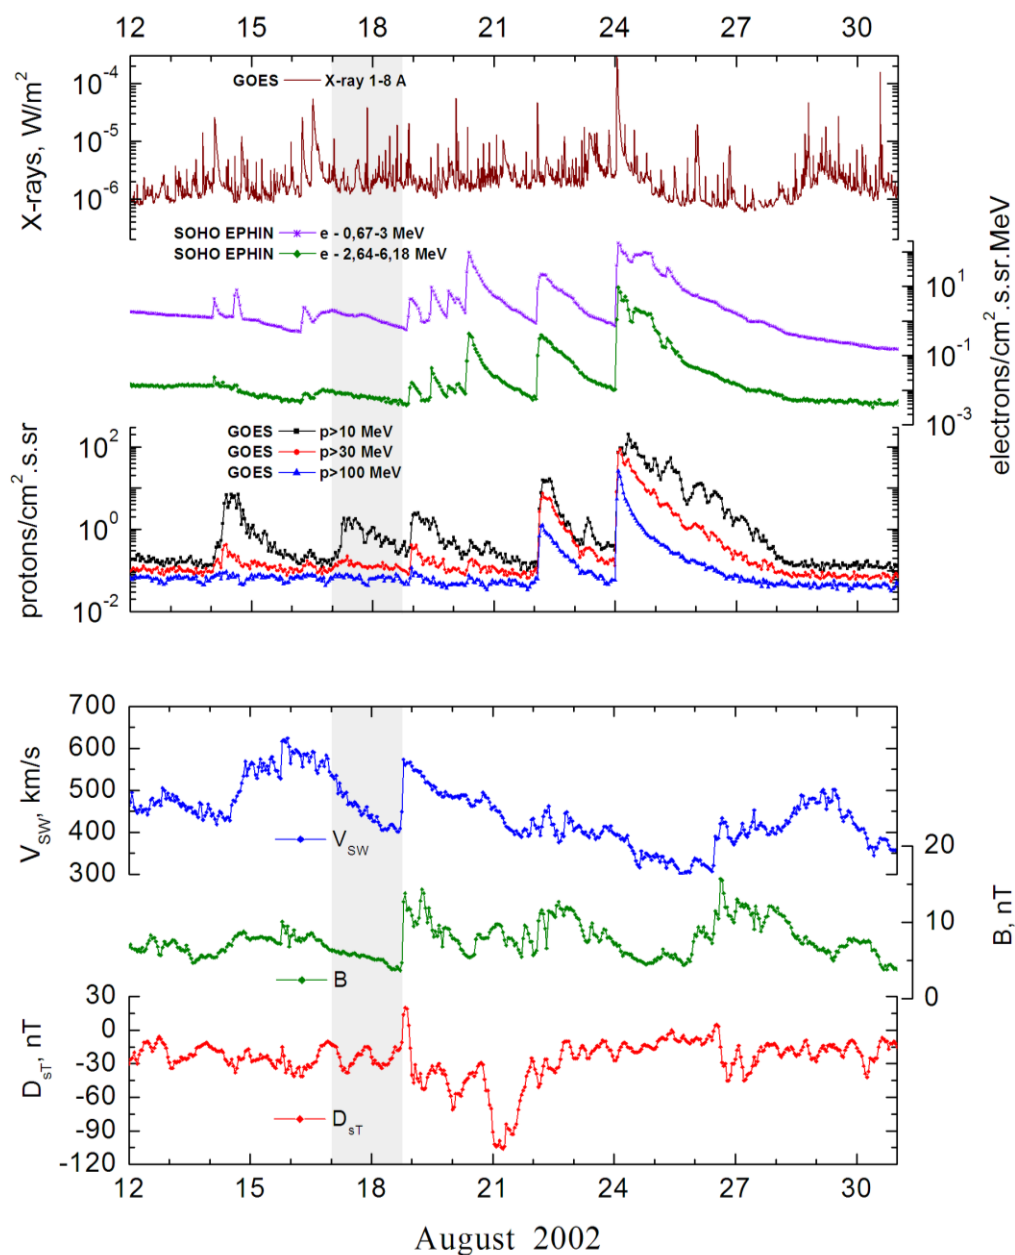 12 15 18 21 24 27 30
X-rays, W/m²
10⁻⁴
10⁻⁵
10⁻⁶
GOES X-ray 1-8 A
SOHO EPHIN e - 0,67-3 MeV
SOHO EPHIN e - 2,64-6,18 MeV
electrons/cm².s.sr.MeV
10¹
10⁻¹
10⁻³
protons/cm².s.sr
10²
10⁰
10⁻²
GOES p>10 MeV
GOES p>30 MeV
GOES p>100 MeV
V_SW, km/s
700
600
500
400
300
V_SW
B, nT
20
10
0
B
D_sT, nT
30
0
-30
-60
-90
-120
D_sT
12 15 18 21 24 27 30
August 2002